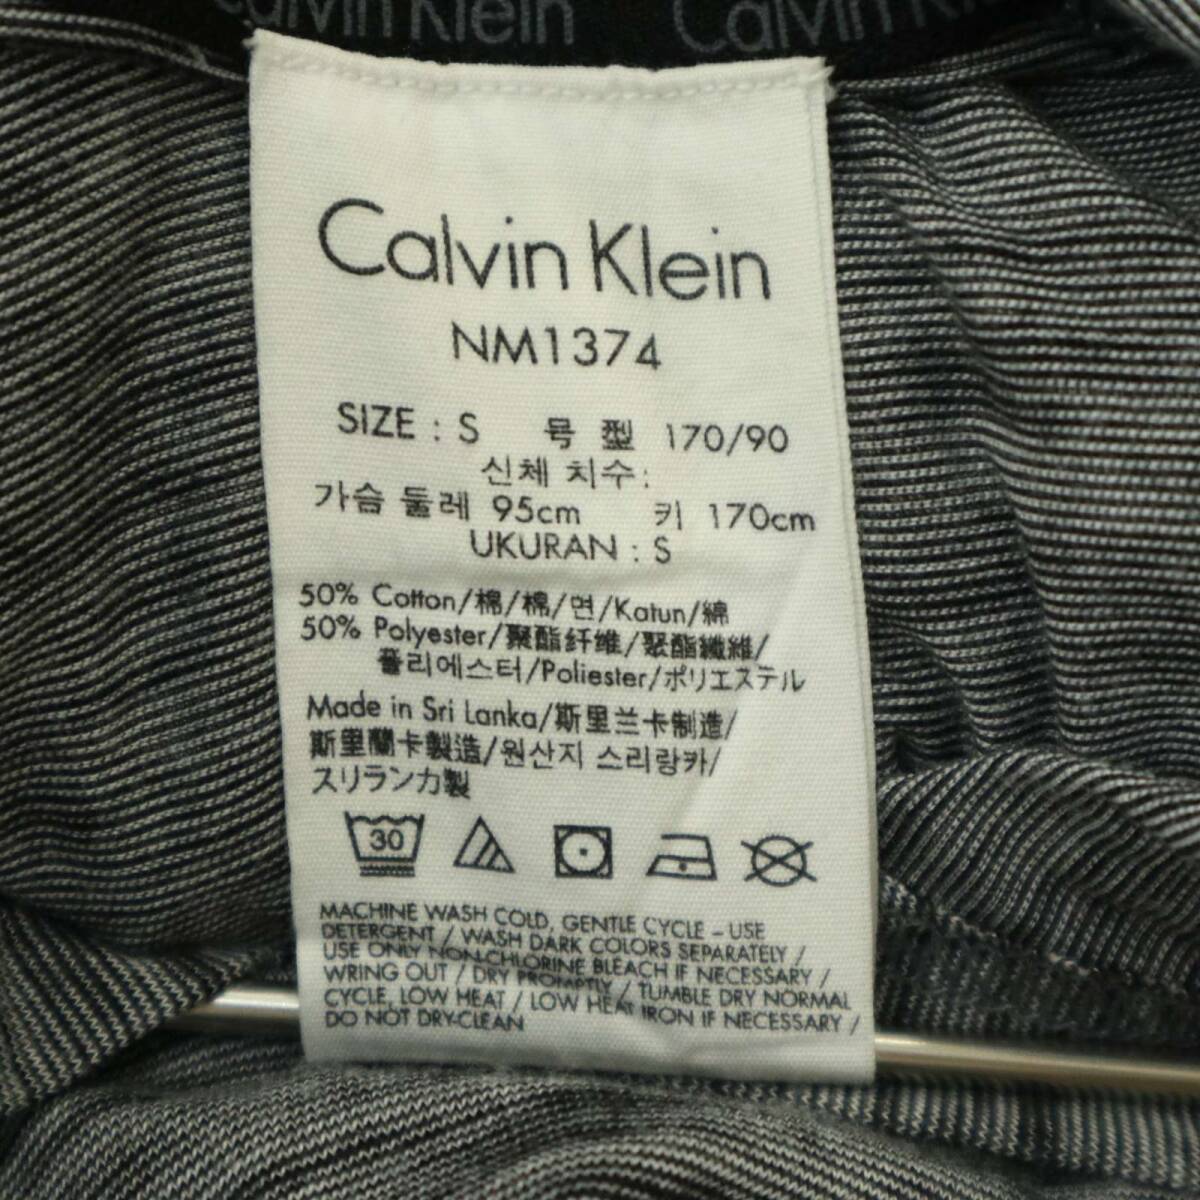 Calvin Klein Calvin Klein
Calvin Klein
NM1374
SIZE : S 号 型 170/90
신체 치수:
가슴 둘레 95cm 키 170cm
UKURAN : S
50% Cotton/棉/棉/면/Katun/綿
50% Polyester/聚酯纤维/聚酯纖維/
폴리에스터/Poliester/ポリエステル
Made in Sri Lanka/斯里兰卡制造/
斯里蘭卡製造/원산지 스리랑카/
スリランカ製
30
MACHINE WASH COLD, GENTLE CYCLE – USE
DETERGENT / WASH DARK COLORS SEPARATELY /
USE ONLY NON-CHLORINE BLEACH IF NECESSARY /
WRING OUT / DRY PROMPTLY / TUMBLE DRY NORMAL
CYCLE, LOW HEAT / LOW HEAT IRON IF NECESSARY /
DO NOT DRY-CLEAN